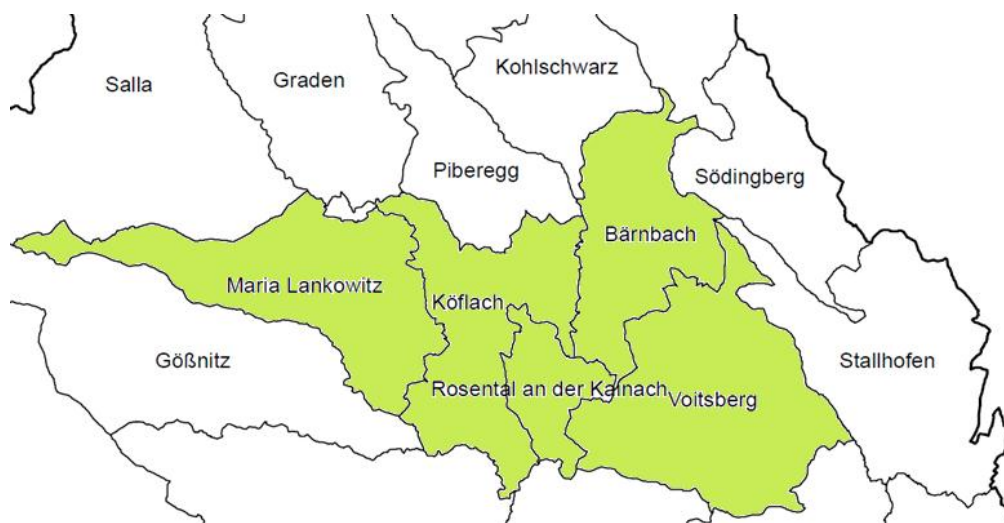 Kohlschwarz
Salla
Graden
Piberegg
Södingberg
Bärnbach
Maria Lankowitz
Köflach
Gößnitz
Stallhofen
Rosental an der Kainach
Voitsberg